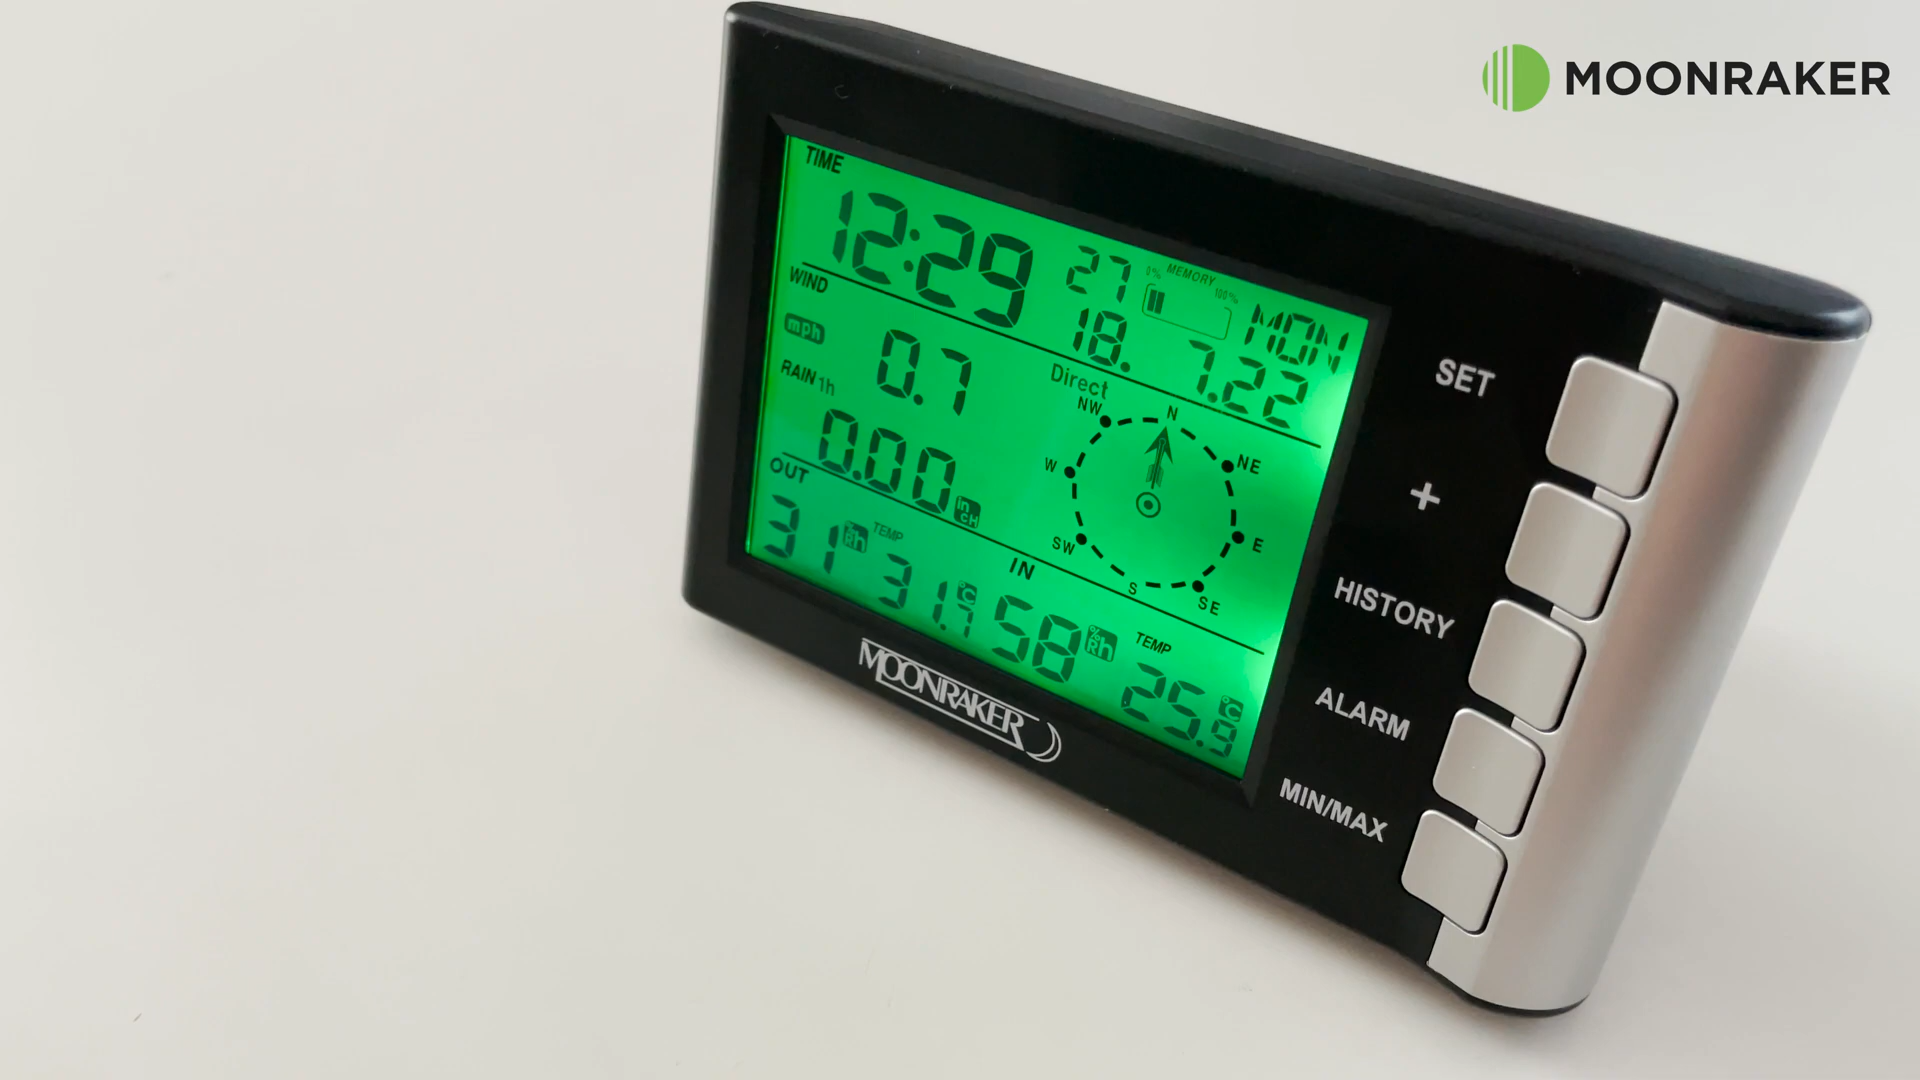 MOONRAKER
TIME
12:29
27
0% MEMORY 100%
MON
18. 7.22
WIND
mph
0.7
RAIN 1h
0.00 inCH
Direct
N
NE
E
SE
S
SW
W
NW
OUT
31 %Rh
TEMP
31.1 °C
IN
58 %Rh
TEMP
25.9 °C
MOONRAKER
SET
+
HISTORY
ALARM
MIN/MAX